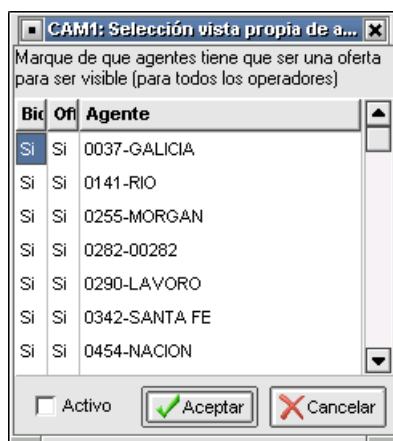 CAM1: Selección vista propia de a...
Marque de que agentes tiene que ser una oferta
para ser visible (para todos los operadores)
Bid Ofi Agente
Si Si 0037-GALICIA
Si Si 0141-RIO
Si Si 0255-MORGAN
Si Si 0282-00282
Si Si 0290-LAVORO
Si Si 0342-SANTA FE
Si Si 0454-NACION
Activo Aceptar Cancelar